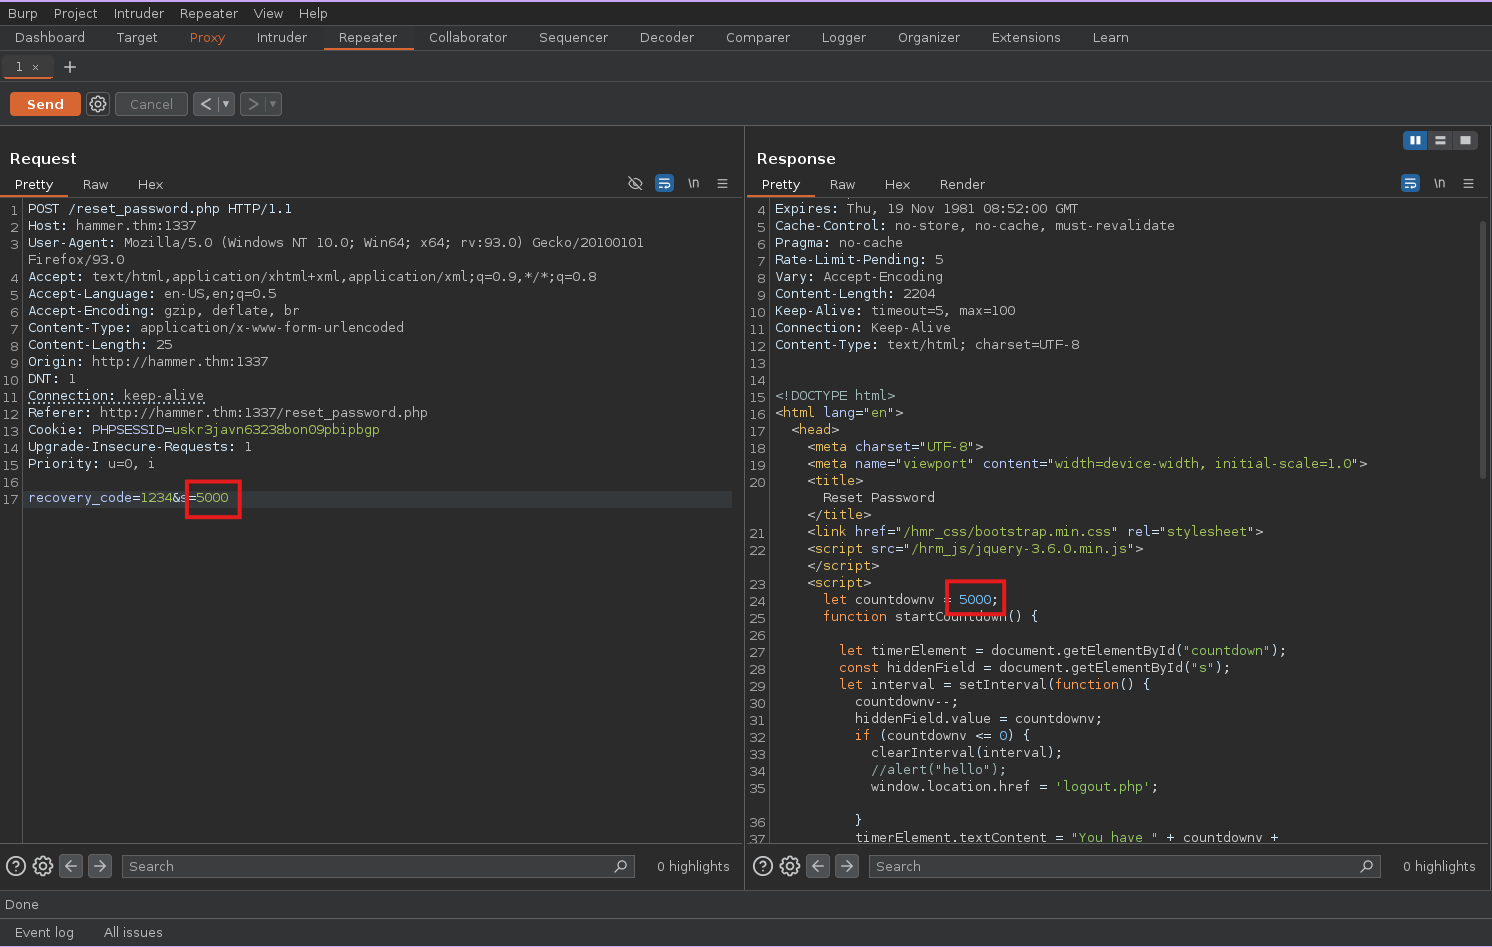 Burp Project Intruder Repeater View Help
Dashboard Target Proxy Intruder Repeater Collaborator Sequencer Decoder Comparer Logger Organizer Extensions Learn
1 × +
Send Cancel < ▾ > ▾
Request
Pretty Raw Hex \n
1 POST /reset_password.php HTTP/1.1
2 Host: hammer.thm:1337
3 User-Agent: Mozilla/5.0 (Windows NT 10.0; Win64; x64; rv:93.0) Gecko/20100101
Firefox/93.0
4 Accept: text/html,application/xhtml+xml,application/xml;q=0.9,*/*;q=0.8
5 Accept-Language: en-US,en;q=0.5
6 Accept-Encoding: gzip, deflate, br
7 Content-Type: application/x-www-form-urlencoded
8 Content-Length: 25
9 Origin: http://hammer.thm:1337
10 DNT: 1
11 Connection: keep-alive
12 Referer: http://hammer.thm:1337/reset_password.php
13 Cookie: PHPSESSID=uskr3javn63238bon09pbipbgp
14 Upgrade-Insecure-Requests: 1
15 Priority: u=0, i
16
17 recovery_code=1234&s=5000
Search 0 highlights
Response
Pretty Raw Hex Render \n
4 Expires: Thu, 19 Nov 1981 08:52:00 GMT
5 Cache-Control: no-store, no-cache, must-revalidate
6 Pragma: no-cache
7 Rate-Limit-Pending: 5
8 Vary: Accept-Encoding
9 Content-Length: 2204
10 Keep-Alive: timeout=5, max=100
11 Connection: Keep-Alive
12 Content-Type: text/html; charset=UTF-8
13
14
15 <!DOCTYPE html>
16 <html lang="en">
17 <head>
18 <meta charset="UTF-8">
19 <meta name="viewport" content="width=device-width, initial-scale=1.0">
20 <title>
Reset Password
</title>
21 <link href="/hmr_css/bootstrap.min.css" rel="stylesheet">
22 <script src="/hrm_js/jquery-3.6.0.min.js">
</script>
23 <script>
24 let countdownv = 5000;
25 function startCountdown() {
26
27 let timerElement = document.getElementById("countdown");
28 const hiddenField = document.getElementById("s");
29 let interval = setInterval(function() {
30 countdownv--;
31 hiddenField.value = countdownv;
32 if (countdownv <= 0) {
33 clearInterval(interval);
34 //alert("hello");
35 window.location.href = 'logout.php';
36 }
37 timerElement.textContent = "You have " + countdownv +
Search 0 highlights
Done
Event log All issues